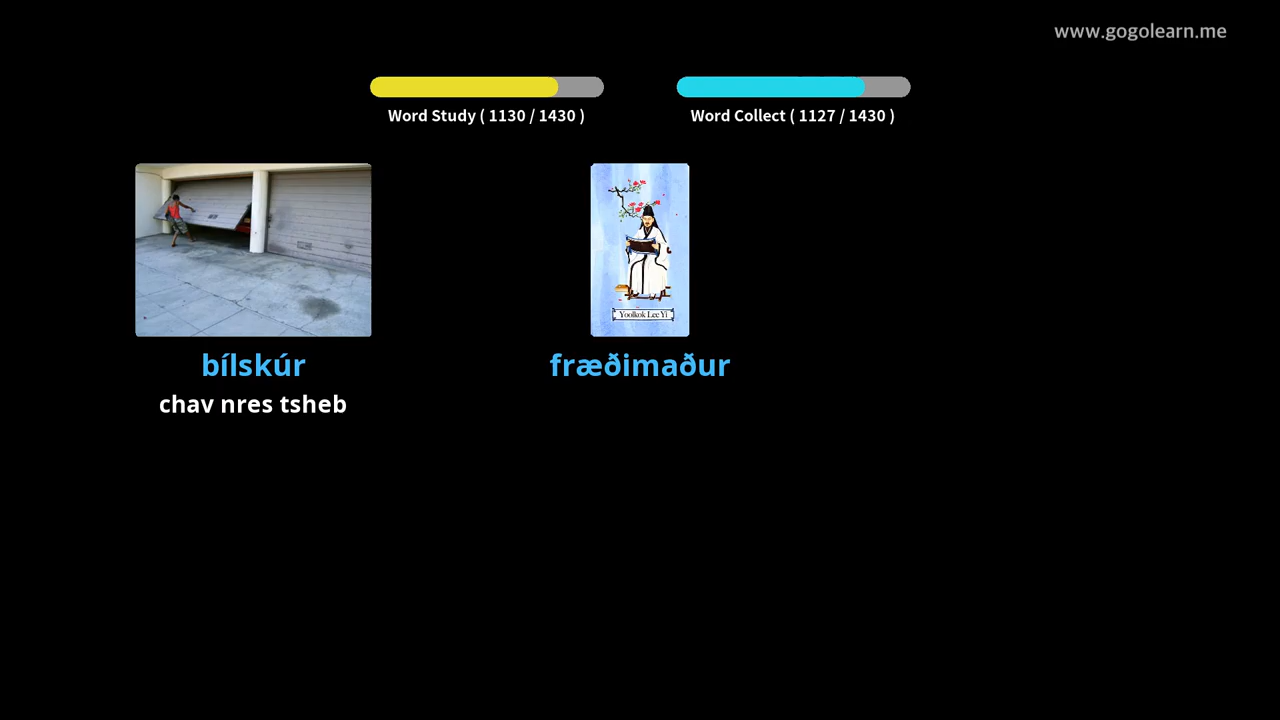 www.gogolearn.me
Word Study ( 1130 / 1430 )
Word Collect ( 1127 / 1430 )
Yoolkok Lee Yi
bílskúr
fræðimaður
chav nres tsheb